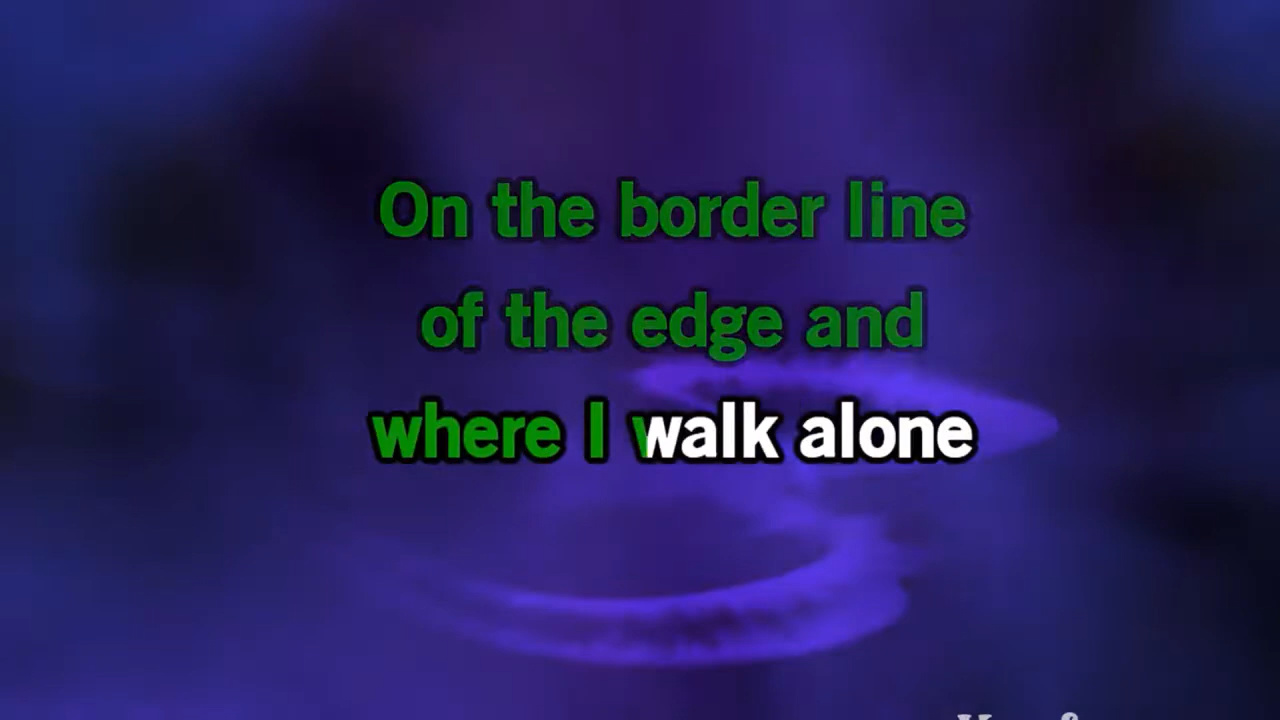 On the border line
of the edge and
where I walk alone